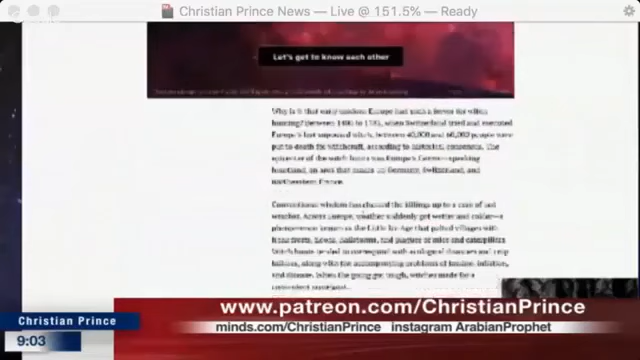 Christian Prince News — Live @ 151.5% — Ready
Let's get to know each other
Why is it that early modern Europe had such a fervor for witch
hunting? Between 1400 to 1782, when Switzerland tried and executed
Europe's last supposed witch, between 40,000 and 60,000 people were
put to death for witchcraft, according to historical consensus. The
epicenter of the witch hunts was Europe's German-speaking
heartland, an area that makes up Germany, Switzerland, and
northeastern France.
Conventional wisdom has chalked the killings up to a case of bad
weather. Across Europe, weather suddenly got wetter and colder—a
phenomenon known as the Little Ice Age that pelted villages with
freak frosts, floods, hailstorms, and plagues of mice and caterpillars.
Witch hunts tended to correspond with ecological disasters and crop
failures, along with the accompanying problems of famine, inflation,
and disease. When the going got tough, witches made for a
convenient scapegoat.
www.patreon.com/ChristianPrince
Christian Prince
minds.com/ChristianPrince instagram ArabianProphet
9:03